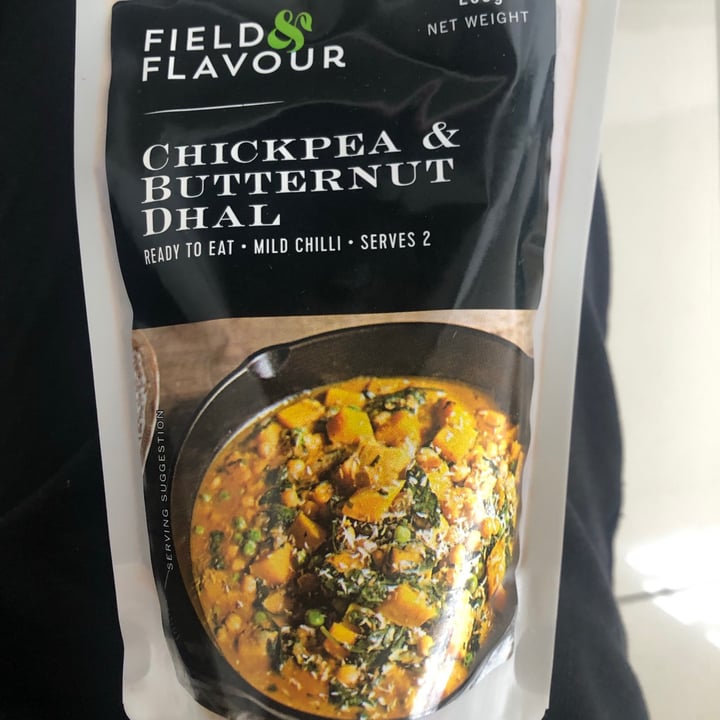 FIELD &
FLAVOUR
NET WEIGHT
CHICKPEA &
BUTTERNUT
DHAL
READY TO EAT • MILD CHILLI • SERVES 2
SERVING SUGGESTION